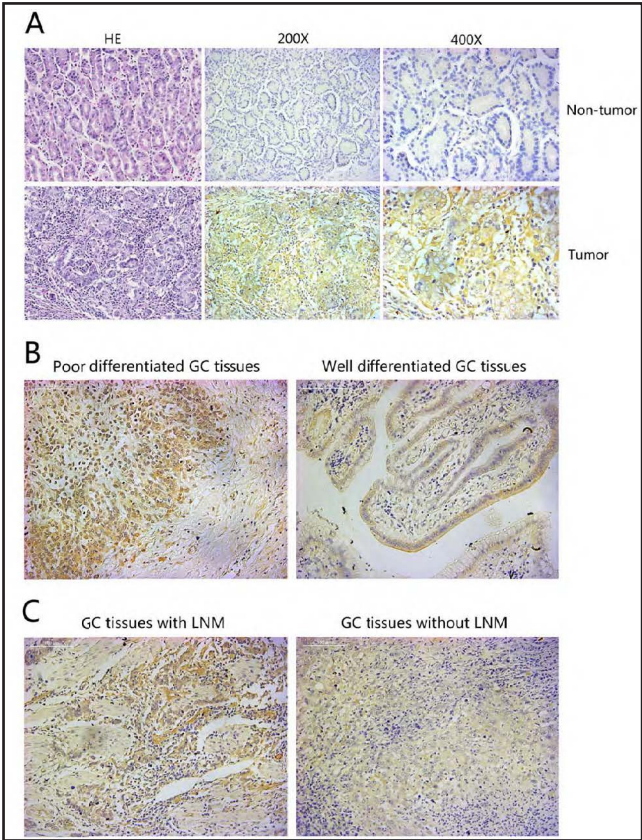 A
HE 200X 400X
Non-tumor
Tumor
B
Poor differentiated GC tissues Well differentiated GC tissues
C
GC tissues with LNM GC tissues without LNM